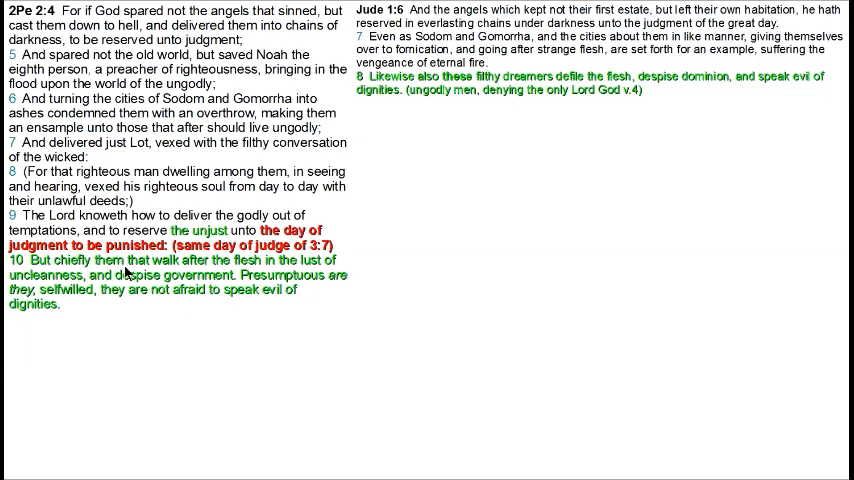 2Pe 2:4 For if God spared not the angels that sinned, but
cast them down to hell, and delivered them into chains of
darkness, to be reserved unto judgment;
5 And spared not the old world, but saved Noah the
eighth person, a preacher of righteousness, bringing in the
flood upon the world of the ungodly;
6 And turning the cities of Sodom and Gomorrha into
ashes condemned them with an overthrow, making them
an ensample unto those that after should live ungodly;
7 And delivered just Lot, vexed with the filthy conversation
of the wicked:
8 (For that righteous man dwelling among them, in seeing
and hearing, vexed his righteous soul from day to day with
their unlawful deeds;)
9 The Lord knoweth how to deliver the godly out of
temptations, and to reserve the unjust unto the day of
judgment to be punished: (same day of judge of 3:7)
10 But chiefly them that walk after the flesh in the lust of
uncleanness, and despise government. Presumptuous are
they, selfwilled, they are not afraid to speak evil of
dignities.
Jude 1:6 And the angels which kept not their first estate, but left their own habitation, he hath
reserved in everlasting chains under darkness unto the judgment of the great day.
7 Even as Sodom and Gomorrha, and the cities about them in like manner, giving themselves
over to fornication, and going after strange flesh, are set forth for an example, suffering the
vengeance of eternal fire.
8 Likewise also these filthy dreamers defile the flesh, despise dominion, and speak evil of
dignities. (ungodly men, denying the only Lord God v.4)